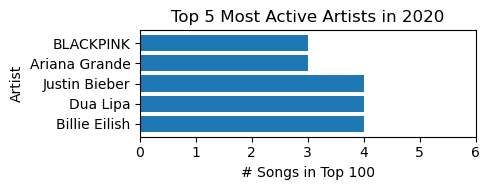 Top 5 Most Active Artists in 2020
Artist
BLACKPINK
Ariana Grande
Justin Bieber
Dua Lipa
Billie Eilish
0 1 2 3 4 5 6
# Songs in Top 100